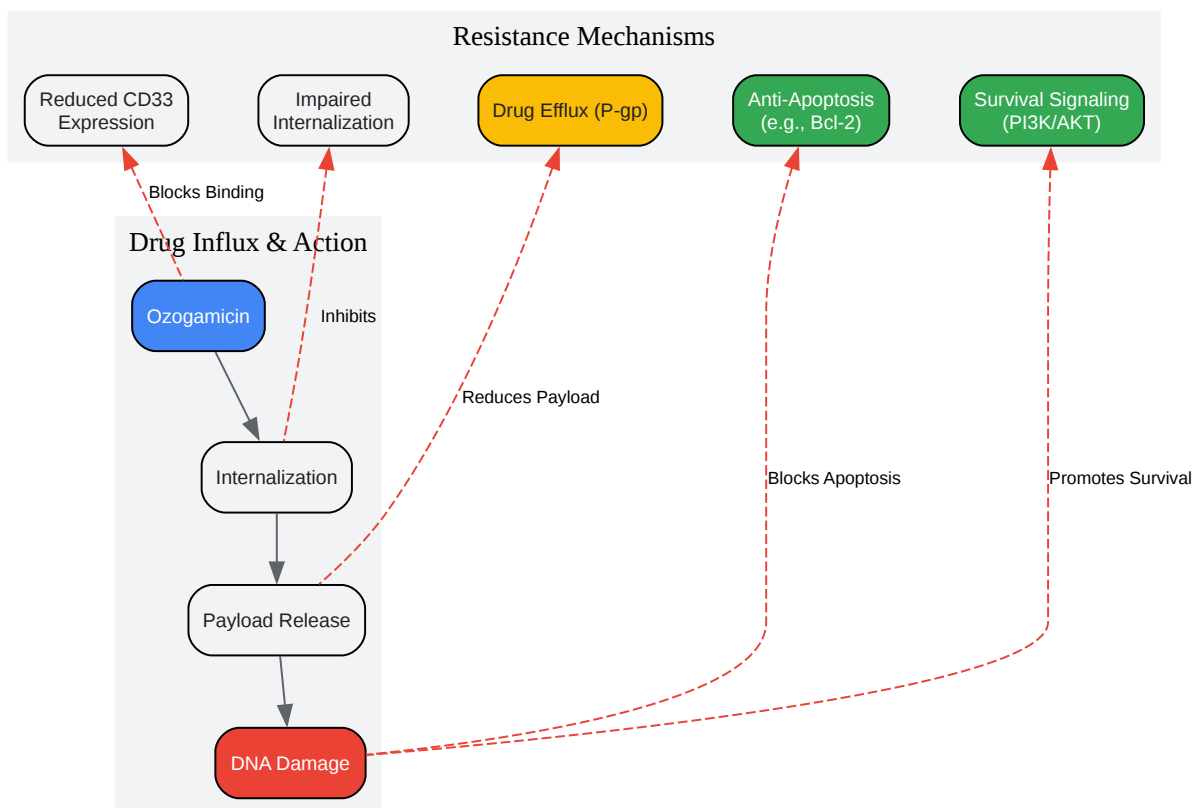 Resistance Mechanisms
Reduced CD33
Expression
Impaired
Internalization
Drug Efflux (P-gp)
Anti-Apoptosis
(e.g., Bcl-2)
Survival Signaling
(PI3K/AKT)
Blocks Binding
Drug Influx & Action
Ozogamicin
Inhibits
Reduces Payload
Internalization
Blocks Apoptosis
Promotes Survival
Payload Release
DNA Damage